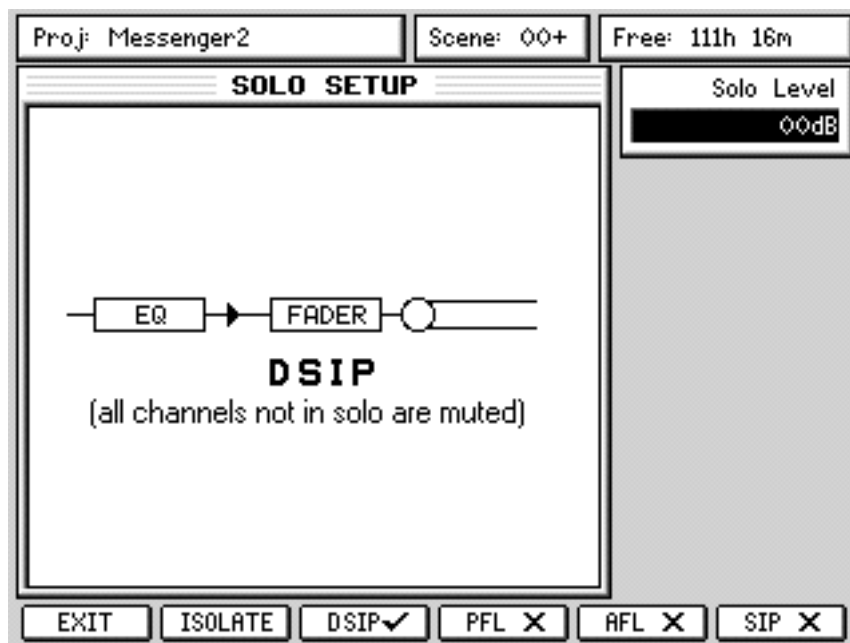 Proj: Messenger2
Scene: 00+
Free: 111h 16m
SOLO SETUP
Solo Level
00dB
EQ
FADER
DSIP
(all channels not in solo are muted)
EXIT
ISOLATE
DSIP✓
PFL X
AFL X
SIP X